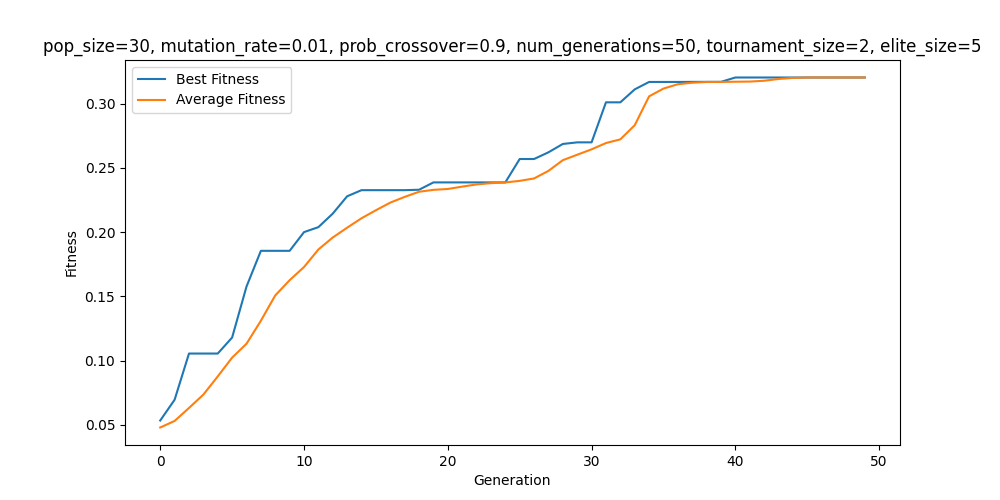 pop_size=30, mutation_rate=0.01, prob_crossover=0.9, num_generations=50, tournament_size=2, elite_size=5
Best Fitness
Average Fitness
Fitness
0.30
0.25
0.20
0.15
0.10
0.05
0 10 20 30 40 50
Generation